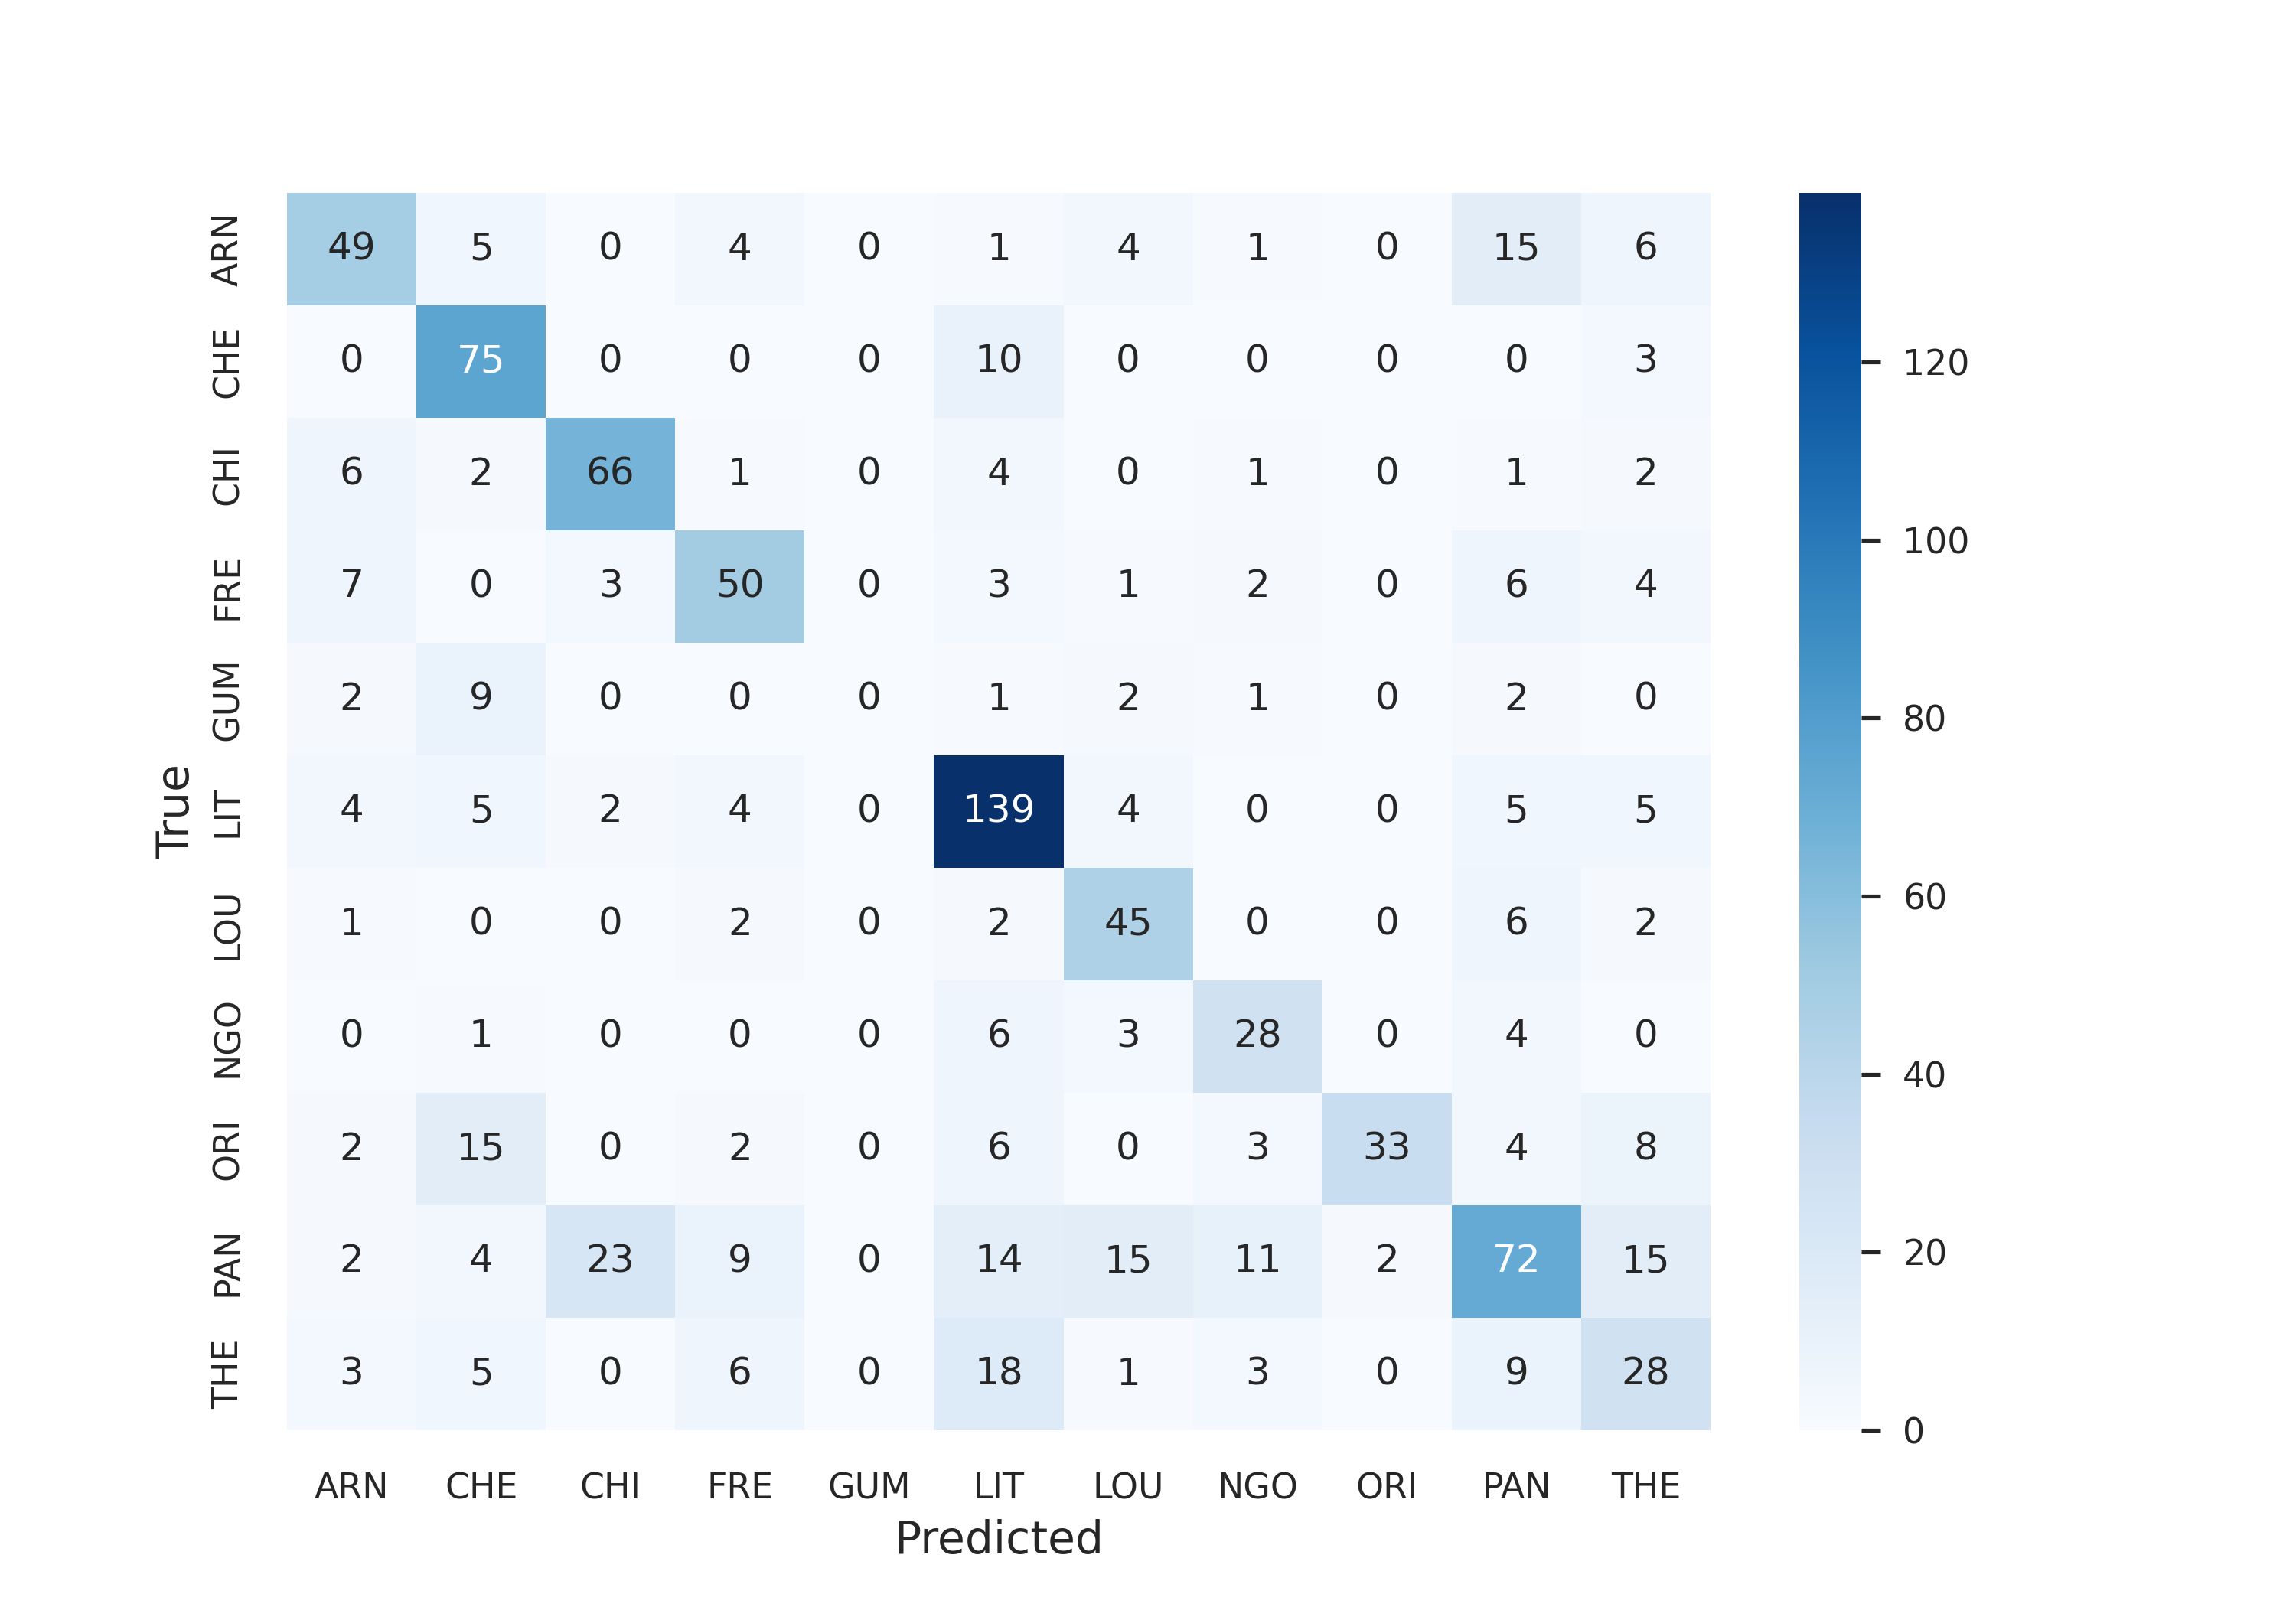 ARN 49 5 0 4 0 1 4 1 0 15 6
CHE 0 75 0 0 0 10 0 0 0 0 3
CHI 6 2 66 1 0 4 0 1 0 1 2
FRE 7 0 3 50 0 3 1 2 0 6 4
GUM 2 9 0 0 0 1 2 1 0 2 0
LIT 4 5 2 4 0 139 4 0 0 5 5
LOU 1 0 0 2 0 2 45 0 0 6 2
NGO 0 1 0 0 0 6 3 28 0 4 0
ORI 2 15 0 2 0 6 0 3 33 4 8
PAN 2 4 23 9 0 14 15 11 2 72 15
THE 3 5 0 6 0 18 1 3 0 9 28
True
ARN CHE CHI FRE GUM LIT LOU NGO ORI PAN THE
Predicted
120
100
80
60
40
20
0